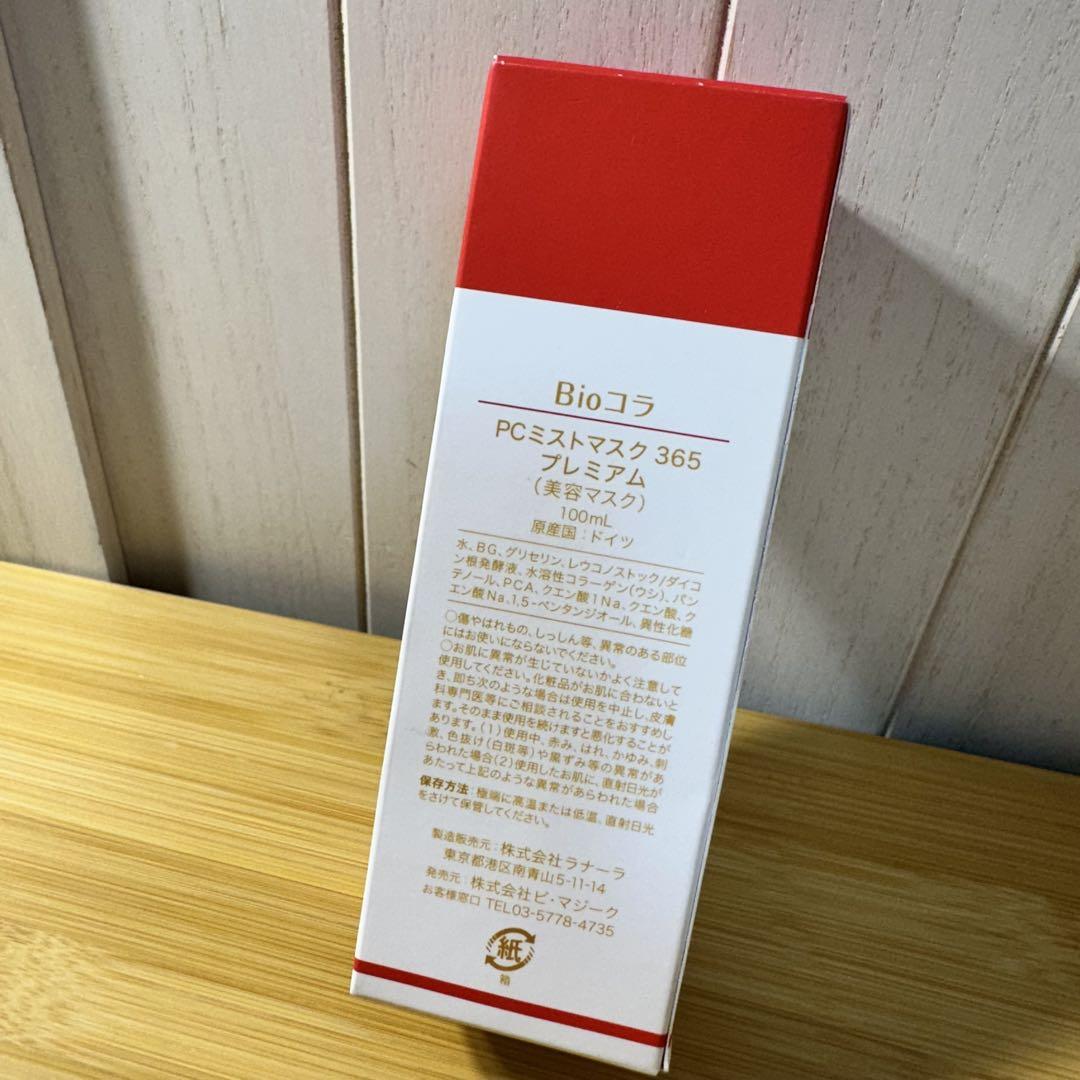 Bioコラ
PCミストマスク 365
プレミアム
(美容マスク)
100mL
原産国:ドイツ
水、BG、グリセリン、レウコノストック/ダイコ
ン根発酵液、水溶性コラーゲン(ウシ)、パン
テノール、PCA、クエン酸1Na、クエン酸、ク
エン酸Na、1,5-ペンタンジオール、異性化糖
○傷やはれもの、しっしん等、異常のある部位
にはお使いにならないでください。
○お肌に異常が生じていないかよく注意して
使用してください。化粧品がお肌に合わないと
き、即ち次のような場合は使用を中止し、皮膚
科専門医等にご相談されることをおすすめし
ます。そのまま使用を続けますと悪化することが
あります。(1)使用中、赤み、はれ、かゆみ、刺
激、色抜け(白斑等)や黒ずみ等の異常があ
らわれた場合(2)使用したお肌に、直射日光が
あたって上記のような異常があらわれた場合
保存方法:極端に高温または低温、直射日光
をさけて保管してください。
製造販売元:株式会社ラナーラ
東京都港区南青山5-11-14
発売元:株式会社ビ・マジーク
お客様窓口 TEL03-5778-4735
紙
箱